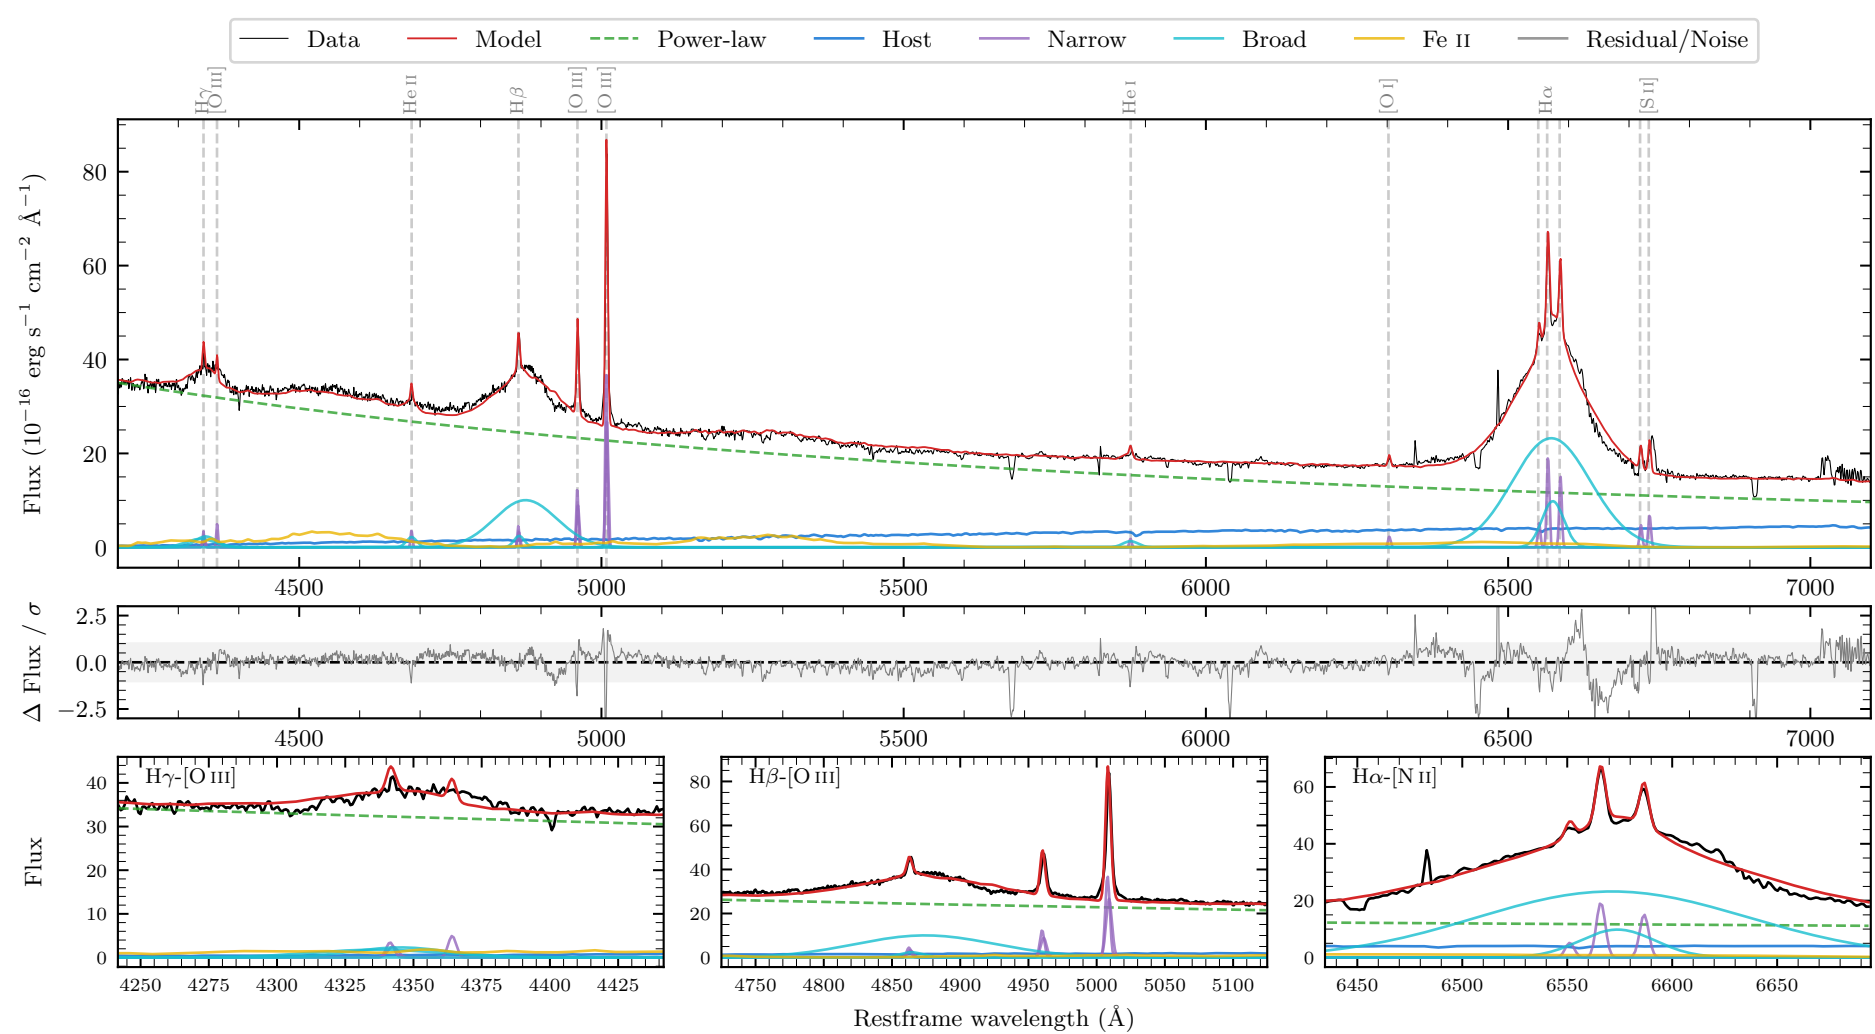 Data Model Power-law Host Narrow Broad Fe II Residual/Noise
Hγ [O III] He II Hβ [O III] [O III] He I [O I] Hα [S II]
Flux (10⁻¹⁶ erg s⁻¹ cm⁻² Å⁻¹)
80
60
40
20
0
4500 5000 5500 6000 6500 7000
Δ Flux / σ
2.5
0.0
−2.5
4500 5000 5500 6000 6500 7000
Flux
Hγ-[O III]
40
30
20
10
0
4250 4275 4300 4325 4350 4375 4400 4425
Hβ-[O III]
80
60
40
20
0
4750 4800 4850 4900 4950 5000 5050 5100
Hα-[N II]
60
40
20
0
6450 6500 6550 6600 6650
Restframe wavelength (Å)